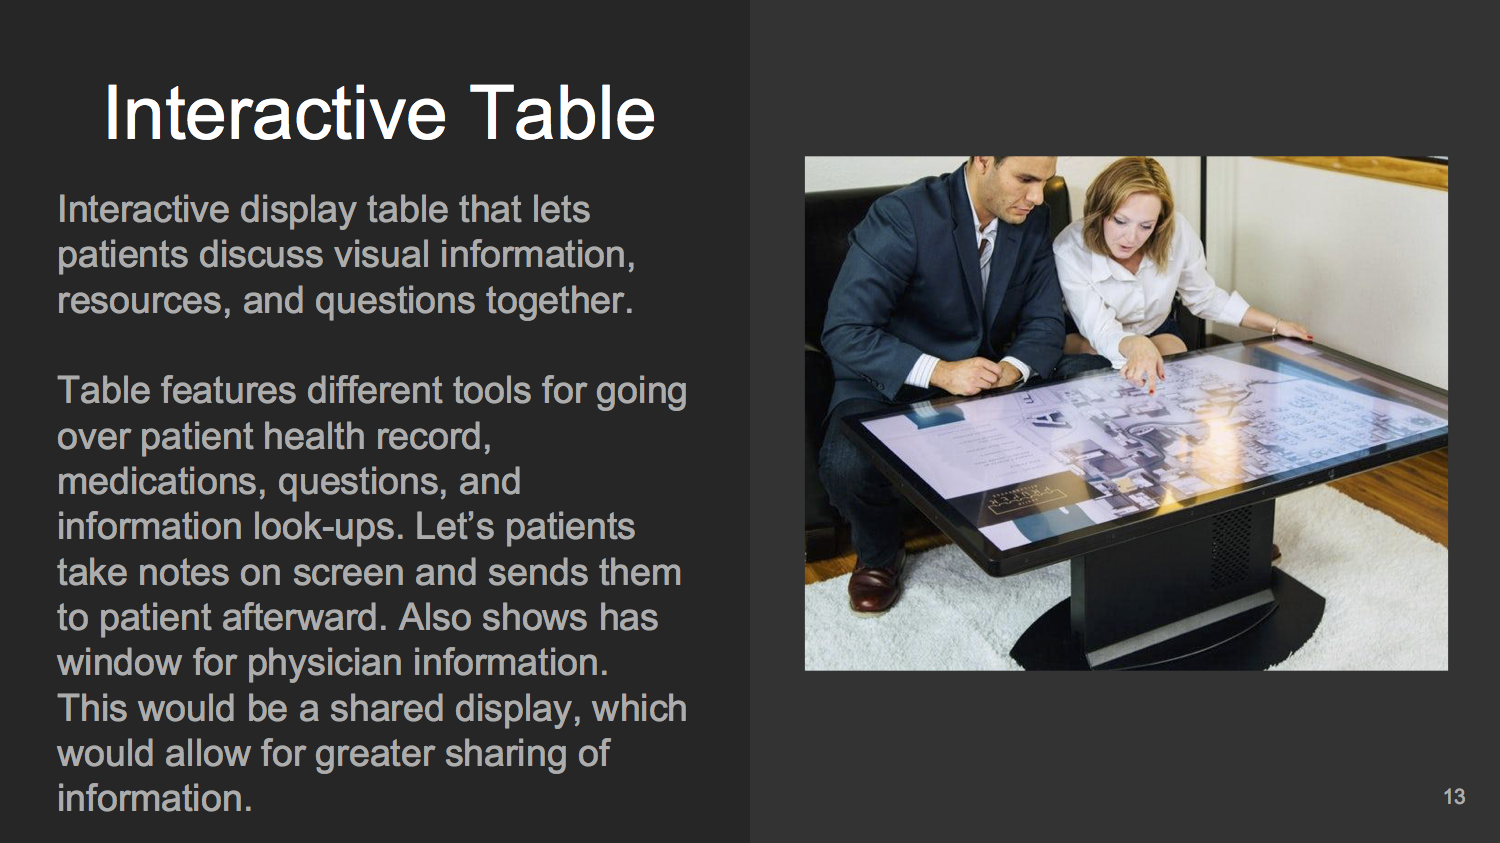 Interactive Table
Interactive display table that lets
patients discuss visual information,
resources, and questions together.
Table features different tools for going
over patient health record,
medications, questions, and
information look-ups. Let’s patients
take notes on screen and sends them
to patient afterward. Also shows has
window for physician information.
This would be a shared display, which
would allow for greater sharing of
information.
13